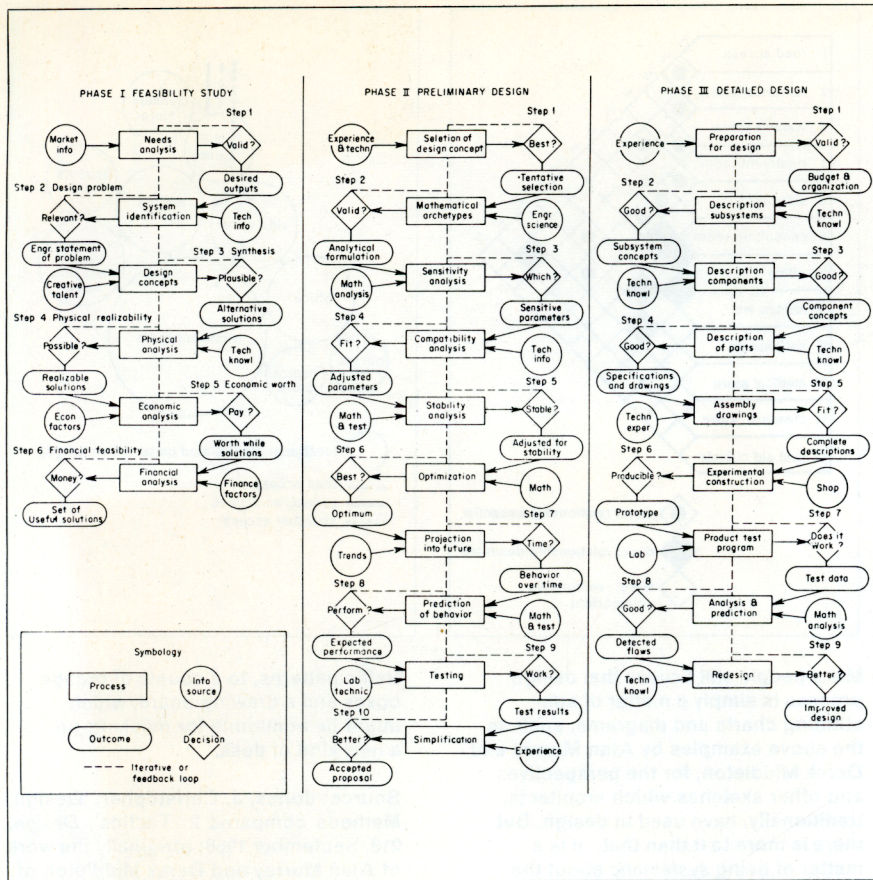 PHASE I FEASIBILITY STUDY
Step 1
Market
info
Needs
analysis
Valid?
Desired
outputs
Step 2 Design problem
Relevant?
System
identification
Tech
info
Engr. statement
of problem
Step 3 Synthesis
Creative
talent
Design
concepts
Plausible?
Alternative
solutions
Step 4 Physical realizability
Possible?
Physical
analysis
Tech
knowl
Realizable
solutions
Step 5 Economic worth
Econ
factors
Economic
analysis
Pay?
Worth while
solutions
Step 6 Financial feasibility
Money?
Financial
analysis
Finance
factors
Set of
Useful solutions
Symbology
Process
Info
source
Outcome
Decision
Iterative or
feedback loop
PHASE II PRELIMINARY DESIGN
Step 1
Experience
& techn
Seletion of
design concept
Best?
Tentative
selection
Step 2
Valid?
Mathematical
archetypes
Engr
science
Analytical
formulation
Step 3
Math
analysis
Sensitivity
analysis
Which?
Sensitive
parameters
Step 4
Fit?
Compatibility
analysis
Tech
info
Adjusted
parameters
Step 5
Math
& test
Stability
analysis
Stable?
Adjusted for
stability
Step 6
Best?
Optimization
Math
Optimum
Step 7
Trends
Projection
into future
Time?
Behavior
over time
Step 8
Perform?
Prediction
of behavior
Math
& test
Expected
performance
Step 9
Lab
technic
Testing
Work?
Test results
Step 10
Better?
Simplification
Experience
Accepted
proposal
PHASE III DETAILED DESIGN
Step 1
Experience
Preparation
for design
Valid?
Budget &
organization
Step 2
Good?
Description
subsystems
Techn
knowl
Subsystem
concepts
Step 3
Techn
knowl
Description
components
Good?
Component
concepts
Step 4
Good?
Description
of parts
Techn
knowl
Specifications
and drawings
Step 5
Techn
exper
Assembly
drawings
Fit?
Complete
descriptions
Step 6
Producible?
Experimental
construction
Shop
Prototype
Step 7
Lab
Product test
program
Does it
Work?
Test data
Step 8
Good?
Analysis &
prediction
Math
analysis
Detected
flaws
Step 9
Techn
knowl
Redesign
Better?
Improved
design